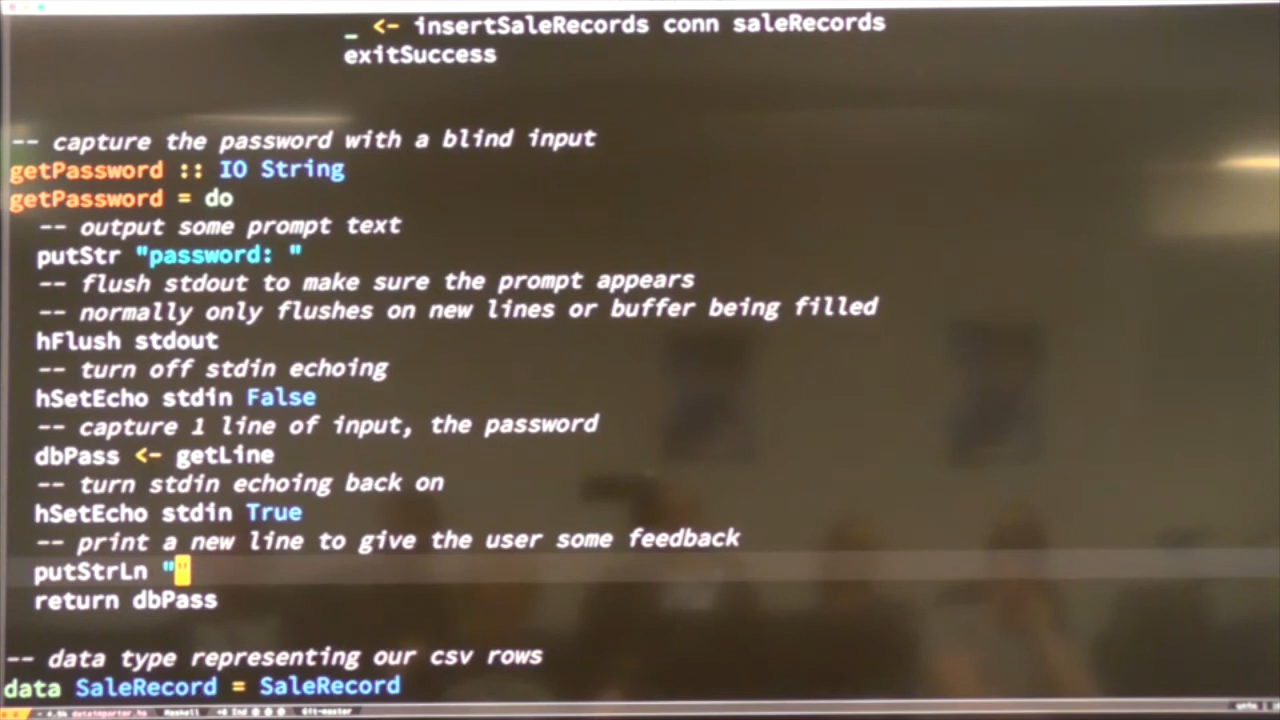 _ <- insertSaleRecords conn saleRecords
exitSuccess
-- capture the password with a blind input
getPassword :: IO String
getPassword = do
-- output some prompt text
putStr "password: "
-- flush stdout to make sure the prompt appears
-- normally only flushes on new lines or buffer being filled
hFlush stdout
-- turn off stdin echoing
hSetEcho stdin False
-- capture 1 line of input, the password
dbPass <- getLine
-- turn stdin echoing back on
hSetEcho stdin True
-- print a new line to give the user some feedback
putStrLn ""
return dbPass
-- data type representing our csv rows
data SaleRecord = SaleRecord
Haskell
Git-master